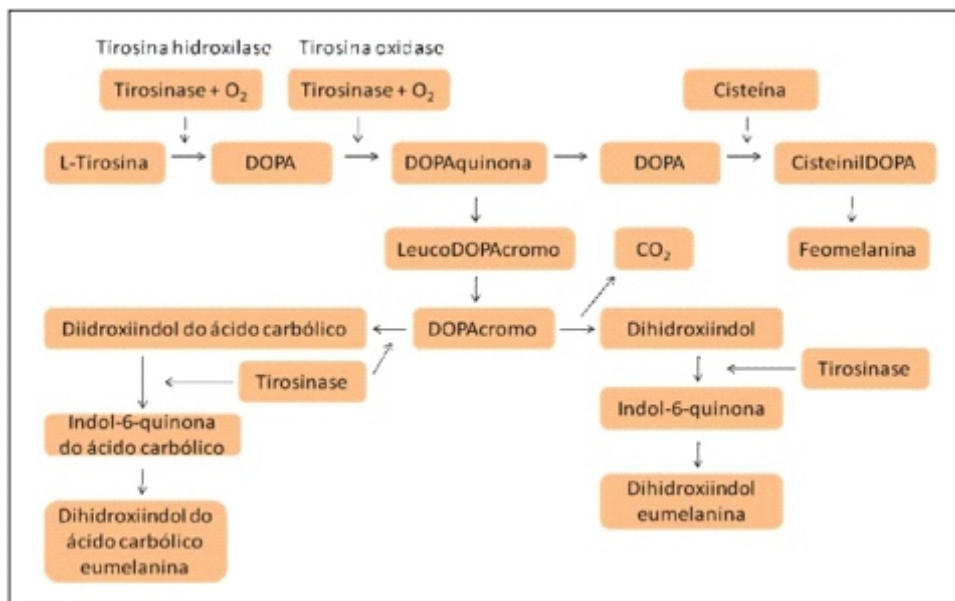 Tirosina hidroxilase
Tirosina oxidase
Tirosinase + O₂
Tirosinase + O₂
Cisteína
L-Tirosina
DOPA
DOPAquinona
DOPA
CisteinilDOPA
LeucoDOPAcromo
CO₂
Feomelanina
Diidroxiindol do ácido carbólico
DOPAcromo
Dihidroxiindol
Tirosinase
Tirosinase
Indol-6-quinona
do ácido carbólico
Indol-6-quinona
Dihidroxiindol do
ácido carbólico
eumelanina
Dihidroxiindol
eumelanina